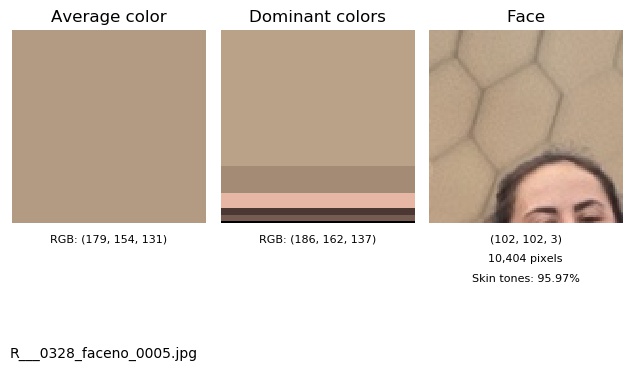 Average color
Dominant colors
Face
RGB: (179, 154, 131)
RGB: (186, 162, 137)
(102, 102, 3)
10,404 pixels
Skin tones: 95.97%
R___0328_faceno_0005.jpg